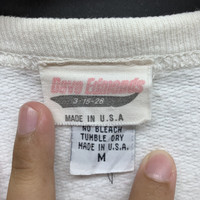 Dave Edmonds
3-15-28
MADE IN U.S.A
NO BLEACH
TUMBLE DRY
MADE IN U.S.A.
M